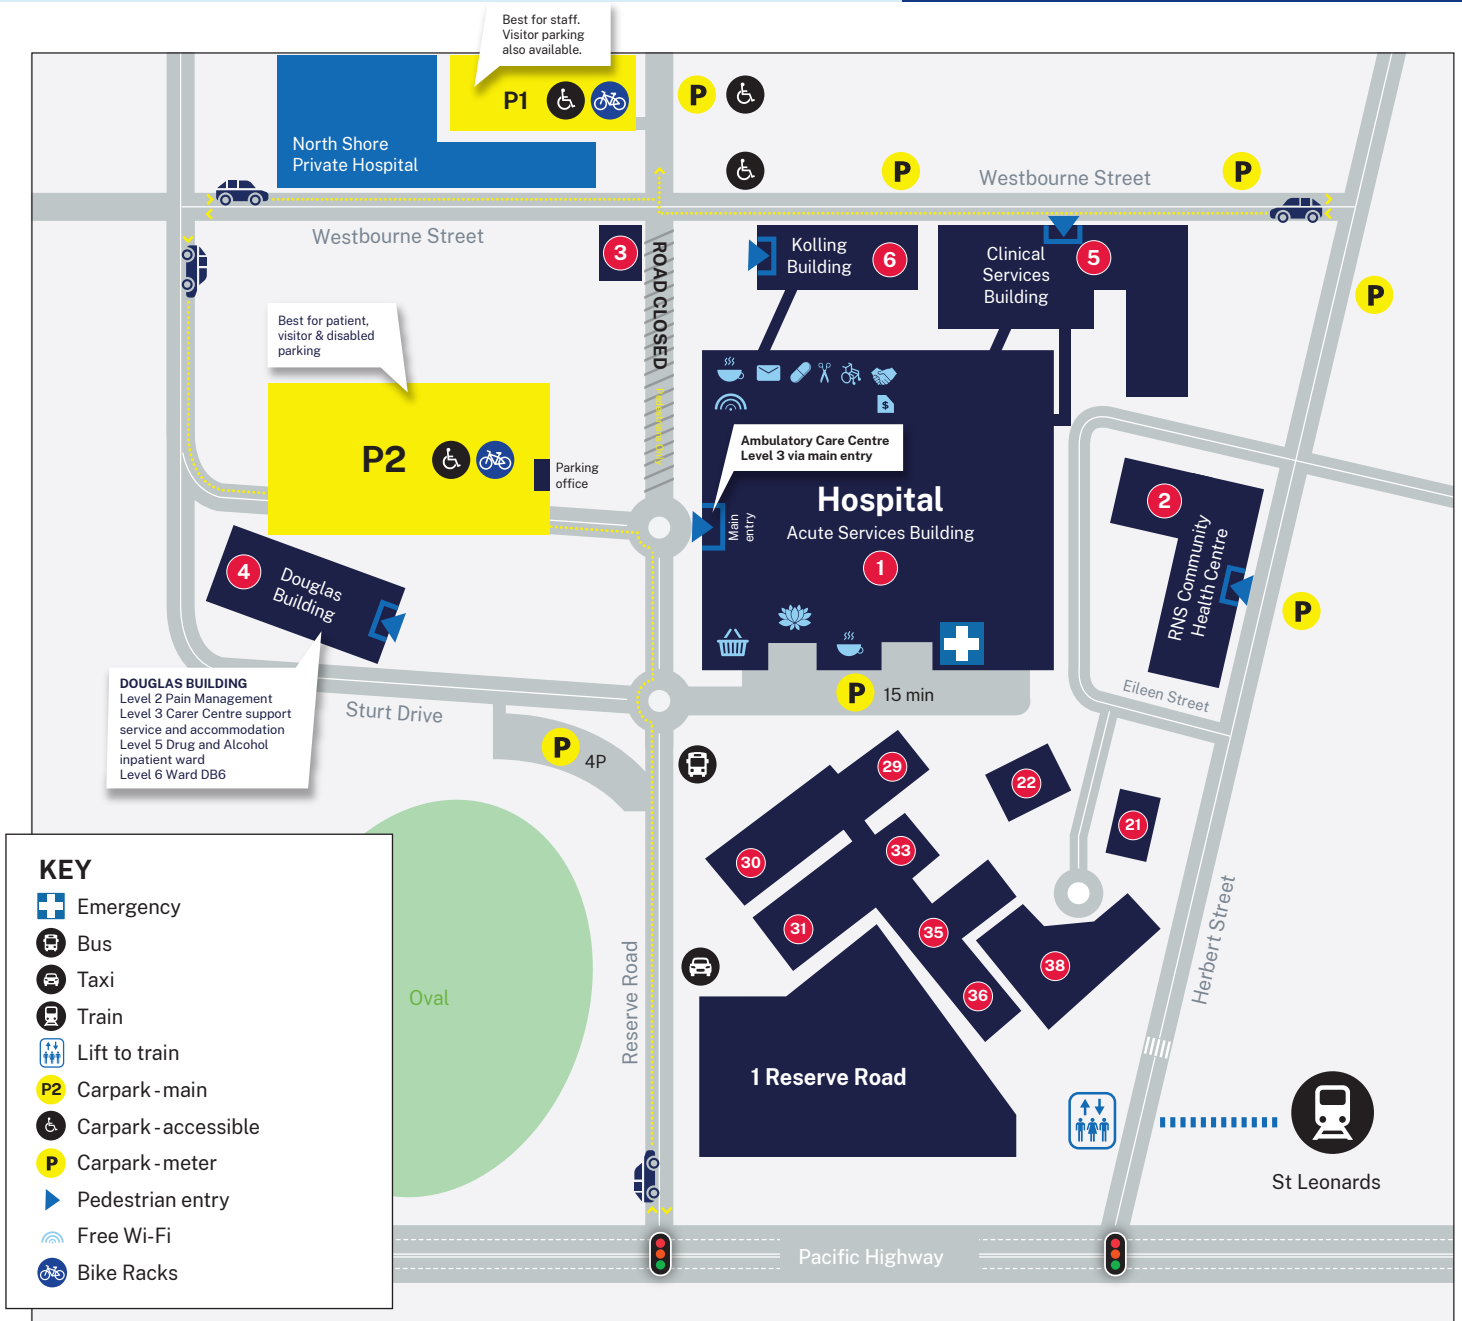 Best for staff.
Visitor parking
also available.
P1
P
North Shore
Private Hospital
P
P
Westbourne Street
Westbourne Street
3
ROAD CLOSED
Kolling
Building
6
Clinical
Services
Building
5
P
Best for patient,
visitor & disabled
parking
P2
Parking
office
$
Ambulatory Care Centre
Level 3 via main entry
Main
entry
Hospital
Acute Services Building
1
2
RNS Community
Health Centre
P
4
Douglas
Building
DOUGLAS BUILDING
Level 2 Pain Management
Level 3 Carer Centre support
service and accommodation
Level 5 Drug and Alcohol
inpatient ward
Level 6 Ward DB6
Sturt Drive
P
4P
P
15 min
Eileen Street
29
22
21
30
33
31
35
38
36
Herbert Street
Reserve Road
Oval
1 Reserve Road
St Leonards
Pacific Highway
KEY
Emergency
Bus
Taxi
Train
Lift to train
P2 Carpark - main
Carpark - accessible
P Carpark - meter
Pedestrian entry
Free Wi-Fi
Bike Racks